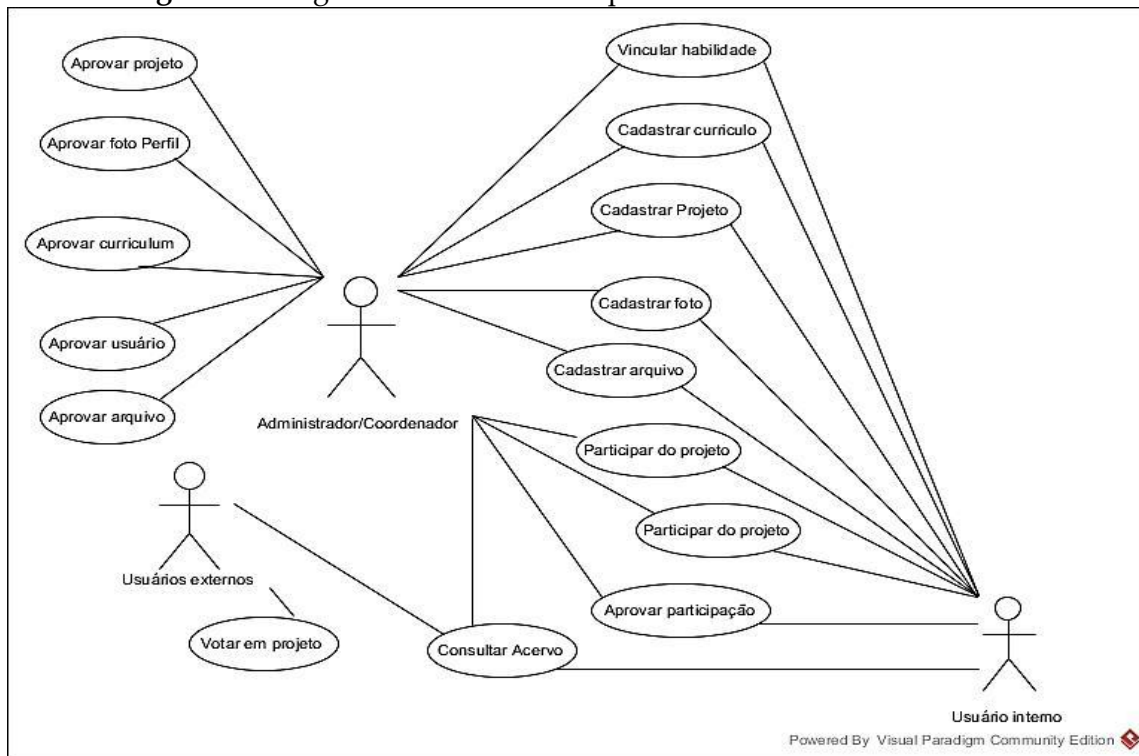 Vincular habilidade
Aprovar projeto
Cadastrar curriculo
Aprovar foto Perfil
Cadastrar Projeto
Aprovar curriculum
Cadastrar foto
Aprovar usuário
Cadastrar arquivo
Aprovar arquivo
Administrador/Coordenador
Participar do projeto
Participar do projeto
Usuários externos
Aprovar participação
Votar em projeto
Consultar Acervo
Usuário interno
Powered By Visual Paradigm Community Edition